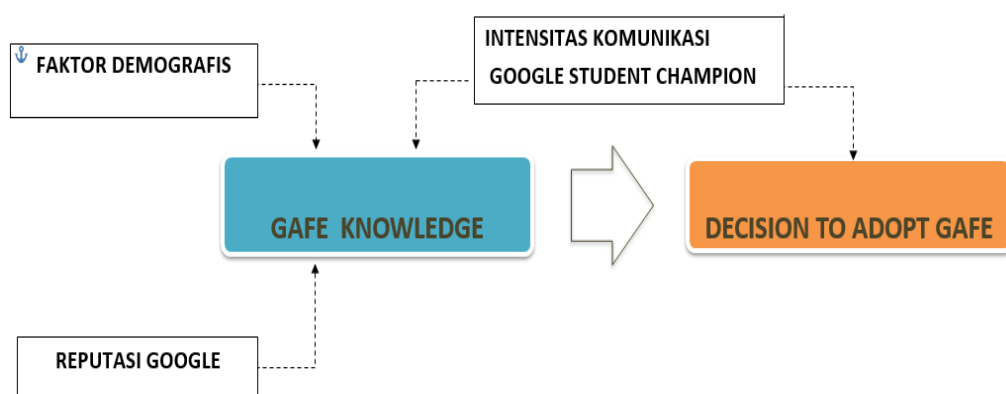 INTENSITAS KOMUNIKASI
GOOGLE STUDENT CHAMPION
FAKTOR DEMOGRAFIS
GAFE KNOWLEDGE
DECISION TO ADOPT GAFE
REPUTASI GOOGLE